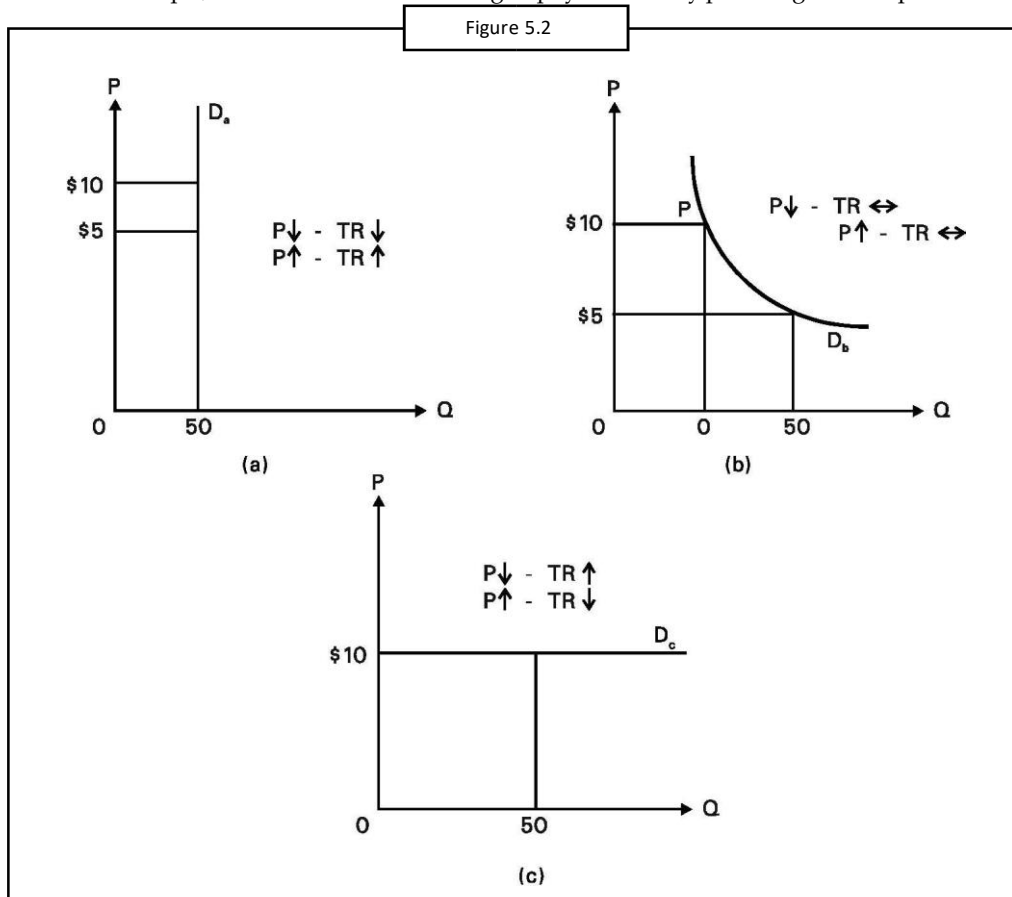 Figure 5.2
P
Dₐ
$10
$5
P↓ - TR ↓
P↑ - TR ↑
0 50 Q
(a)
P
P↓ - TR ↔
P↑ - TR ↔
P
$10
$5
D_b
0 0 50 Q
(b)
P
P↓ - TR ↑
P↑ - TR ↓
D_c
$10
0 50 Q
(c)